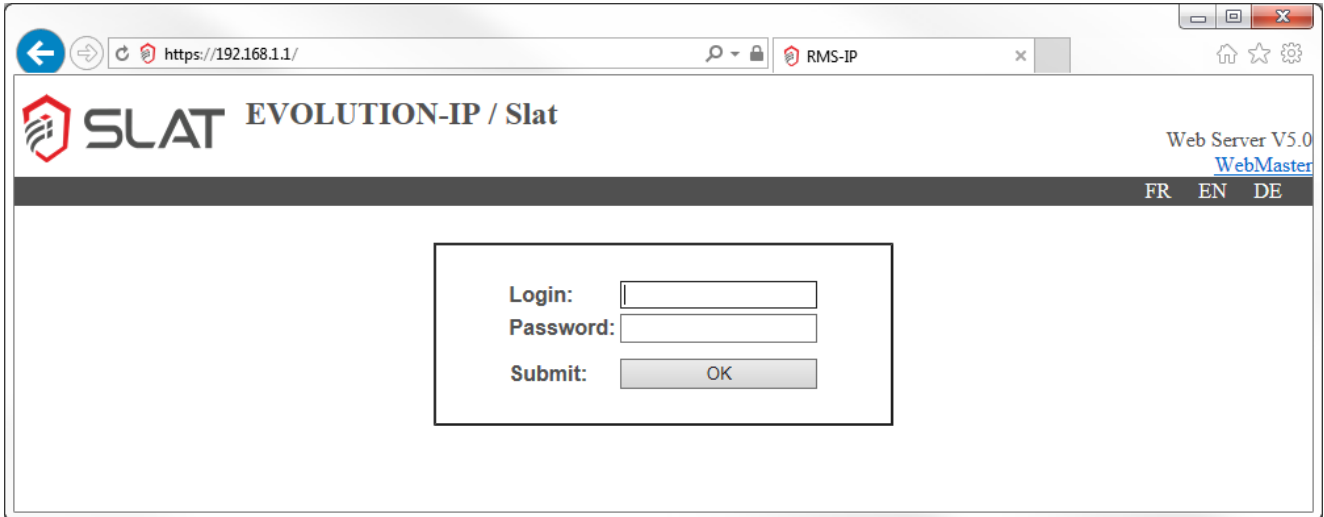 https://192.168.1.1/
RMS-IP
SLAT
EVOLUTION-IP / Slat
Web Server V5.0
WebMaster
FR EN DE
Login:
Password:
Submit: OK